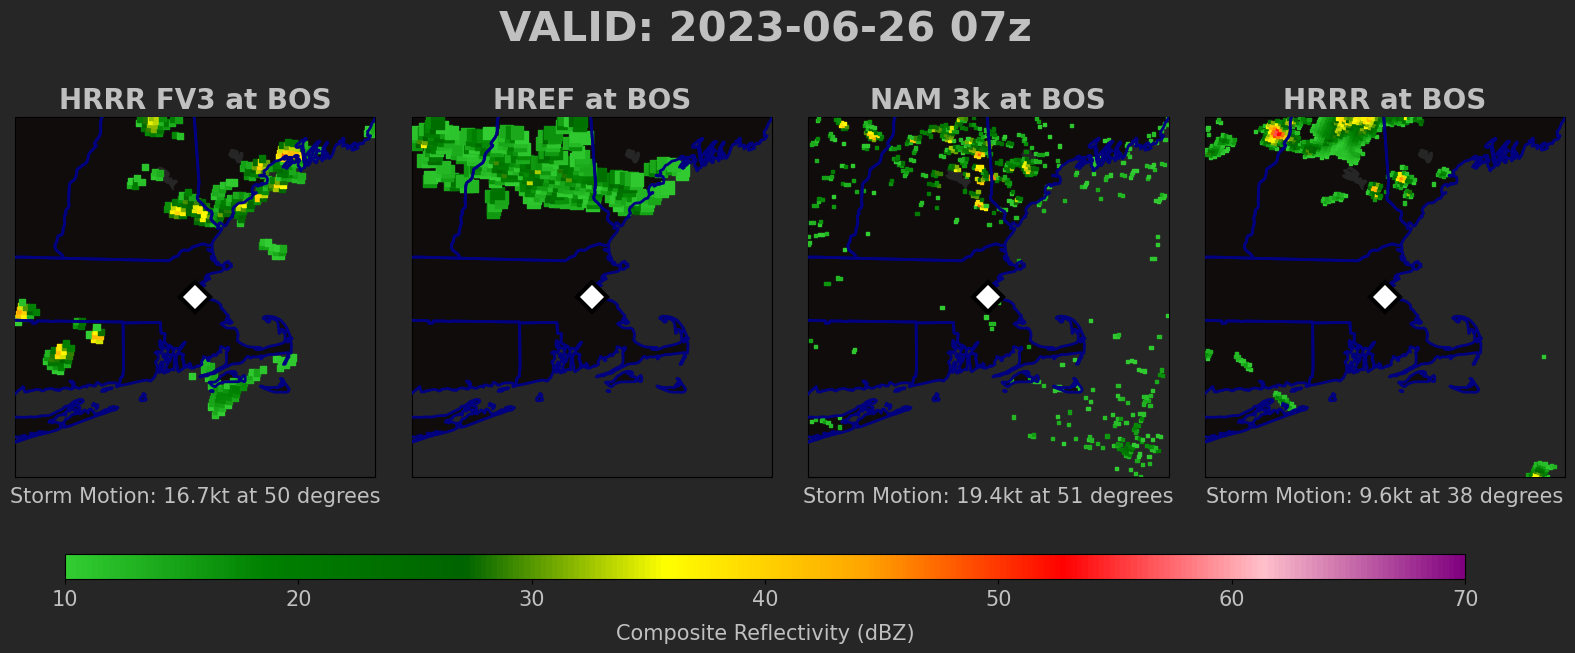 VALID: 2023-06-26 07z
HRRR FV3 at BOS
HREF at BOS
NAM 3k at BOS
HRRR at BOS
Storm Motion: 16.7kt at 50 degrees
Storm Motion: 19.4kt at 51 degrees
Storm Motion: 9.6kt at 38 degrees
10 20 30 40 50 60 70
Composite Reflectivity (dBZ)